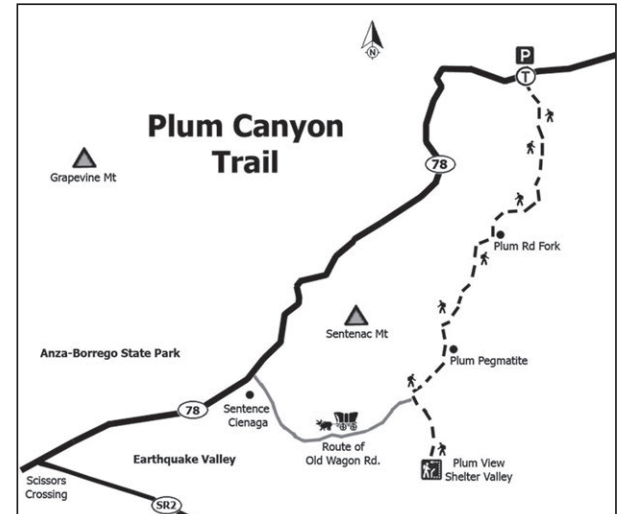 P
T
N
Plum Canyon
Trail
78
Grapevine Mt
Plum Rd Fork
Sentenac Mt
Anza-Borrego State Park
Plum Pegmatite
78
Sentence
Cienaga
Route of
Old Wagon Rd.
Earthquake Valley
Plum View
Shelter Valley
Scissors
Crossing
SR2